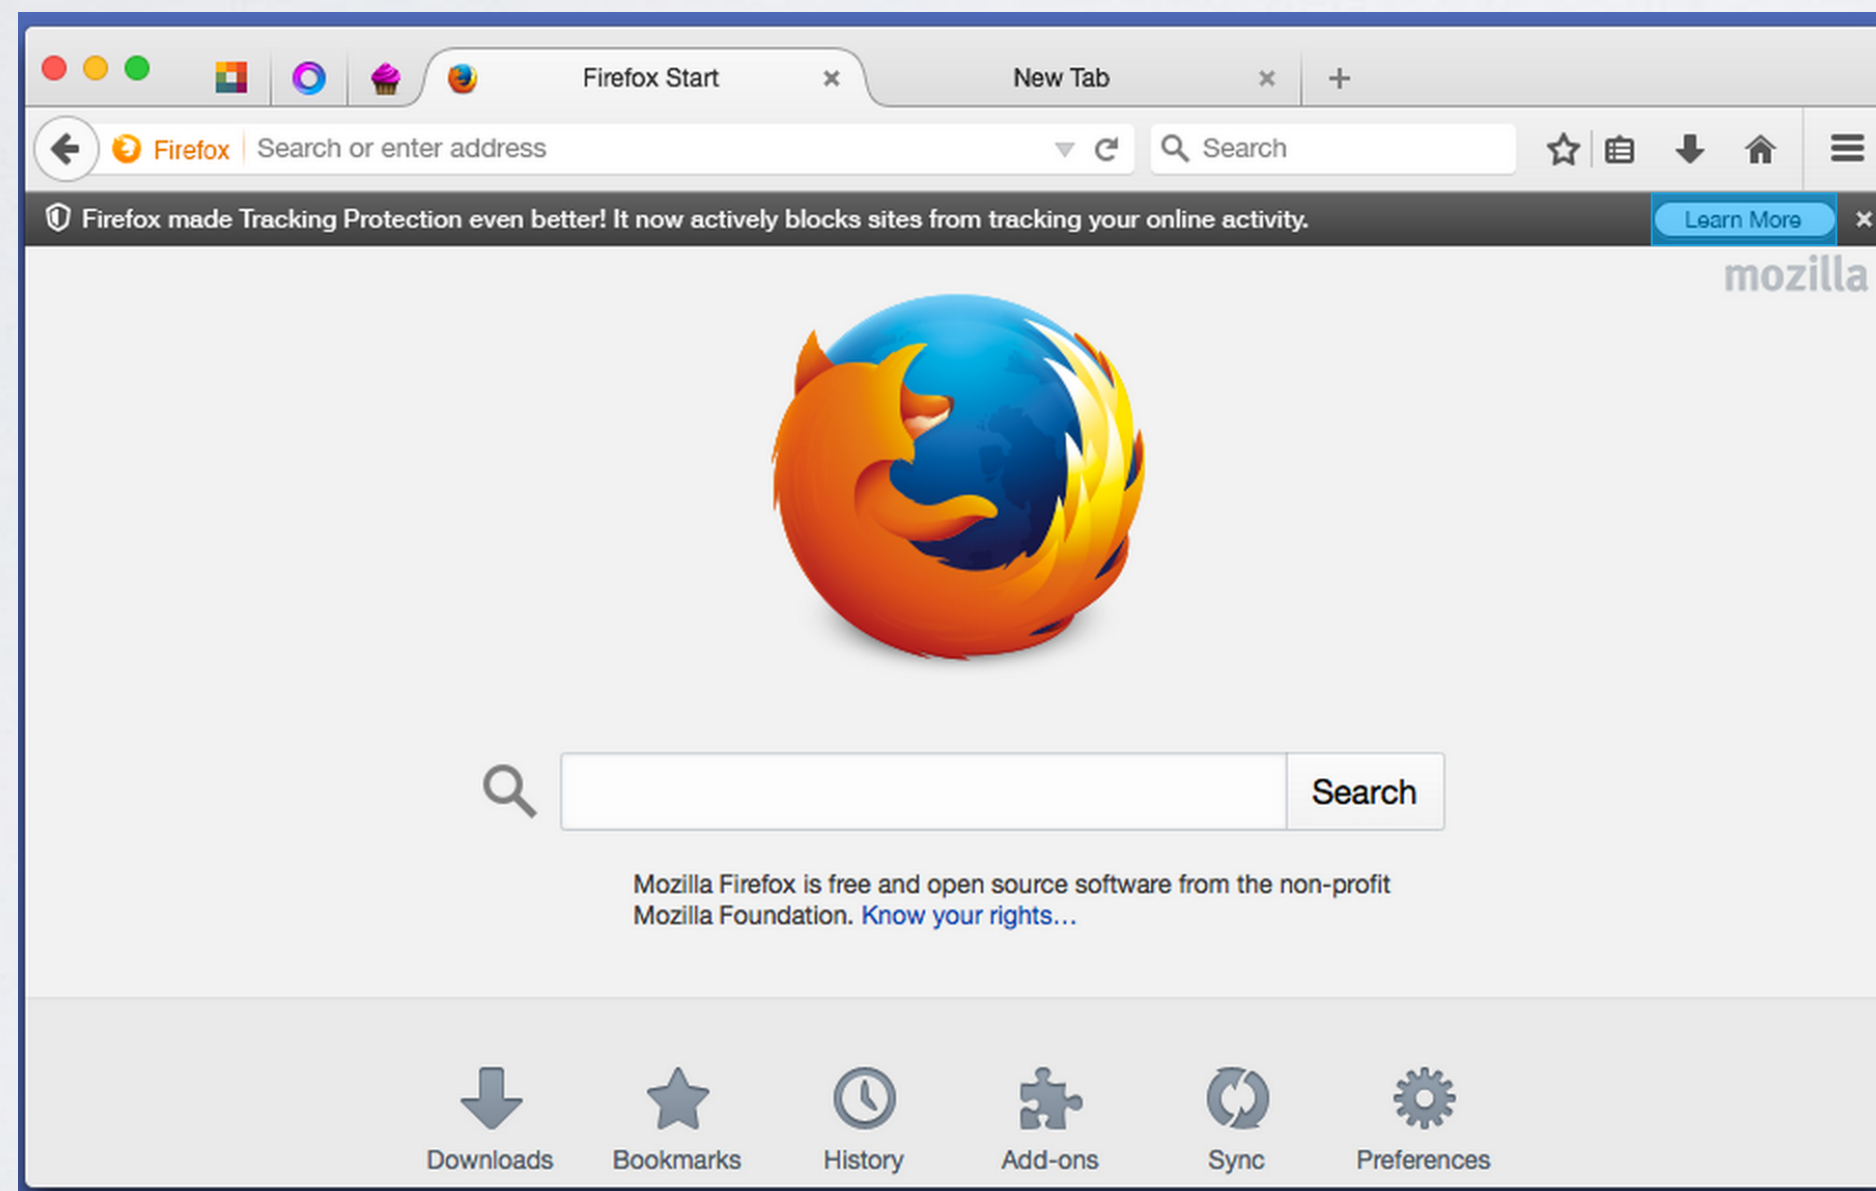 Firefox Start
New Tab
Firefox
Search or enter address
Search
Firefox made Tracking Protection even better! It now actively blocks sites from tracking your online activity.
Learn More
mozilla
Search
Mozilla Firefox is free and open source software from the non-profit
Mozilla Foundation. Know your rights…
Downloads
Bookmarks
History
Add-ons
Sync
Preferences